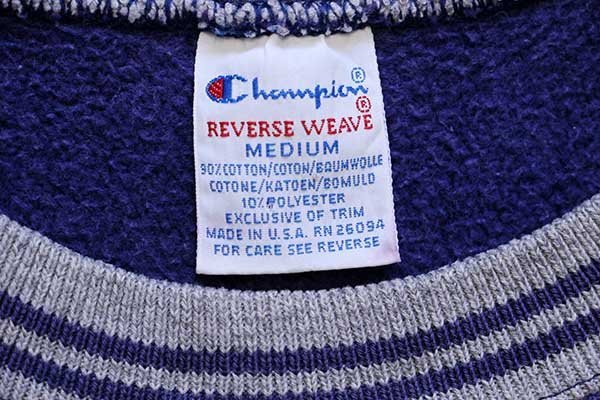 Champion®
REVERSE WEAVE®
MEDIUM
90% COTTON/COTON/BAUMWOLLE
COTONE/KATOEN/BOMULD
10% POLYESTER
EXCLUSIVE OF TRIM
MADE IN U.S.A. RN 26094
FOR CARE SEE REVERSE